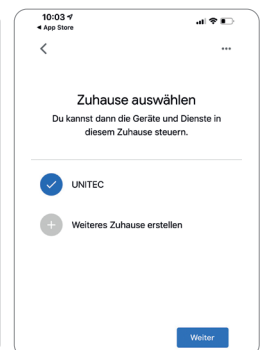 10:03
◄ App Store
Zuhause auswählen
Du kannst dann die Geräte und Dienste in
diesem Zuhause steuern.
UNITEC
Weiteres Zuhause erstellen
Weiter